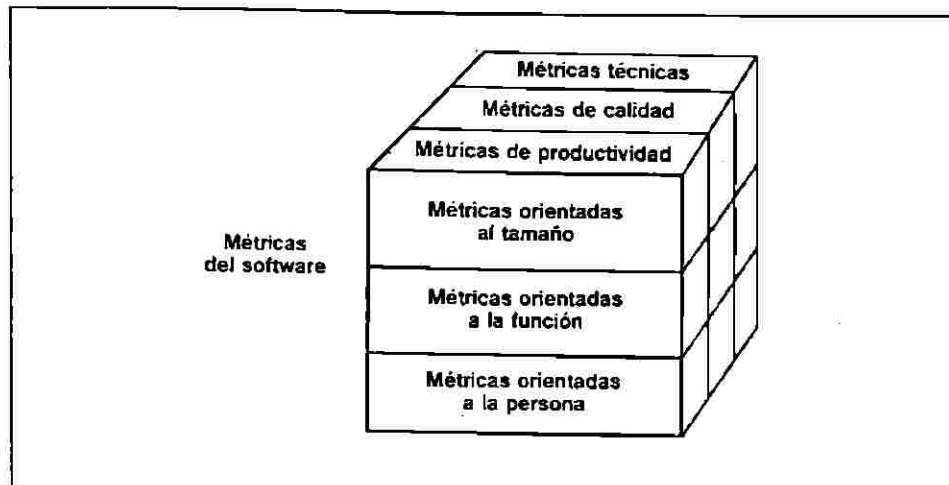 Métricas técnicas
Métricas de calidad
Métricas de productividad
Métricas orientadas
al tamaño
Métricas
del software
Métricas orientadas
a la función
Métricas orientadas
a la persona